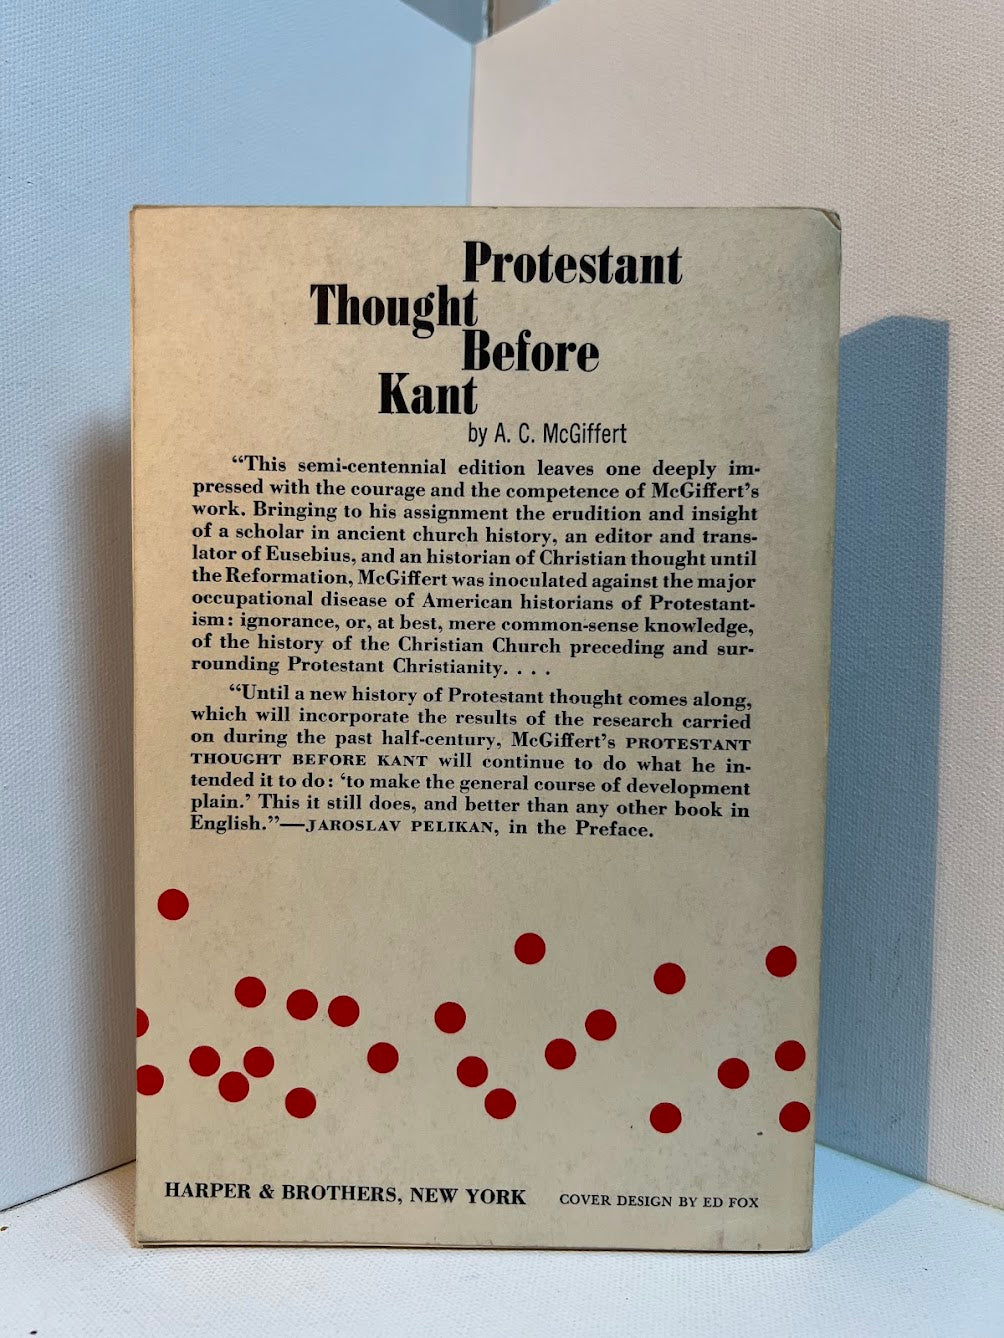 Protestant
Thought
Before
Kant
by A. C. McGiffert
“This semi-centennial edition leaves one deeply im-
pressed with the courage and the competence of McGiffert’s
work. Bringing to his assignment the erudition and insight
of a scholar in ancient church history, an editor and trans-
lator of Eusebius, and an historian of Christian thought until
the Reformation, McGiffert was inoculated against the major
occupational disease of American historians of Protestant-
ism: ignorance, or, at best, mere common-sense knowledge,
of the history of the Christian Church preceding and sur-
rounding Protestant Christianity. . . .
“Until a new history of Protestant thought comes along,
which will incorporate the results of the research carried
on during the past half-century, McGiffert’s PROTESTANT
THOUGHT BEFORE KANT will continue to do what he in-
tended it to do: ‘to make the general course of development
plain.’ This it still does, and better than any other book in
English.”—JAROSLAV PELIKAN, in the Preface.
HARPER & BROTHERS, NEW YORK COVER DESIGN BY ED FOX